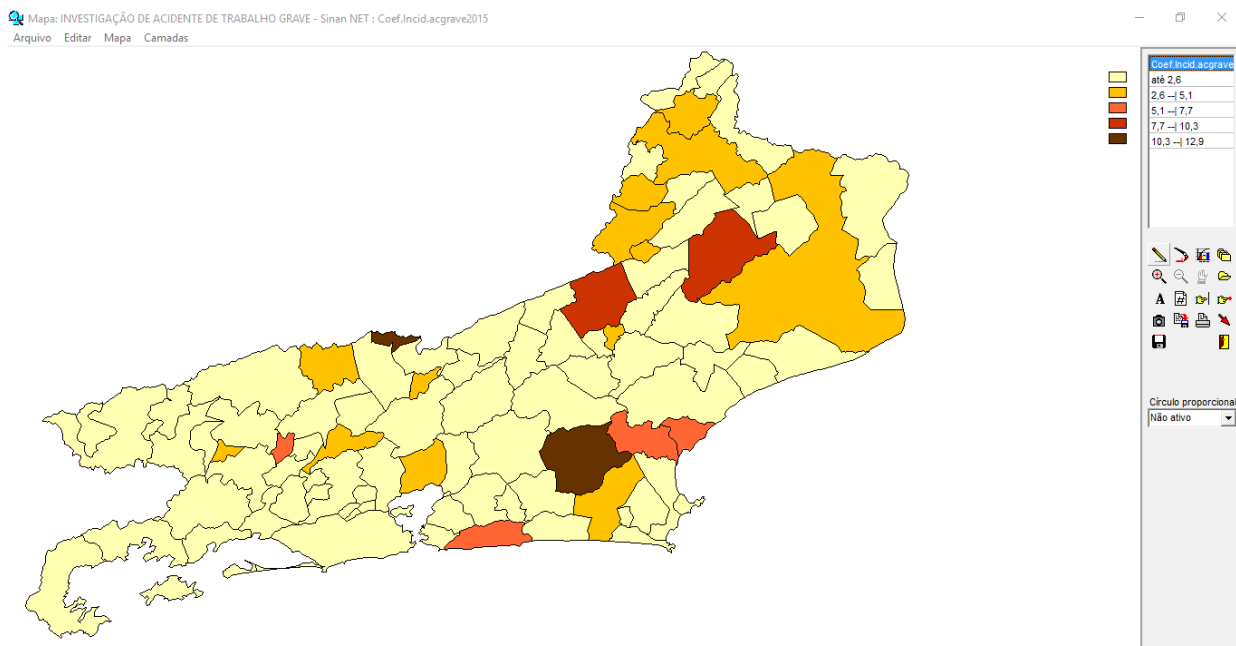 Mapa: INVESTIGAÇÃO DE ACIDENTE DE TRABALHO GRAVE - Sinan NET : Coef.Incid.acgrave2015
Arquivo Editar Mapa Camadas
Coef.Incid.acgrave
até 2,6
2,6 --| 5,1
5,1 --| 7,7
7,7 --| 10,3
10,3 --| 12,9
A #
Círculo proporcional
Não ativo